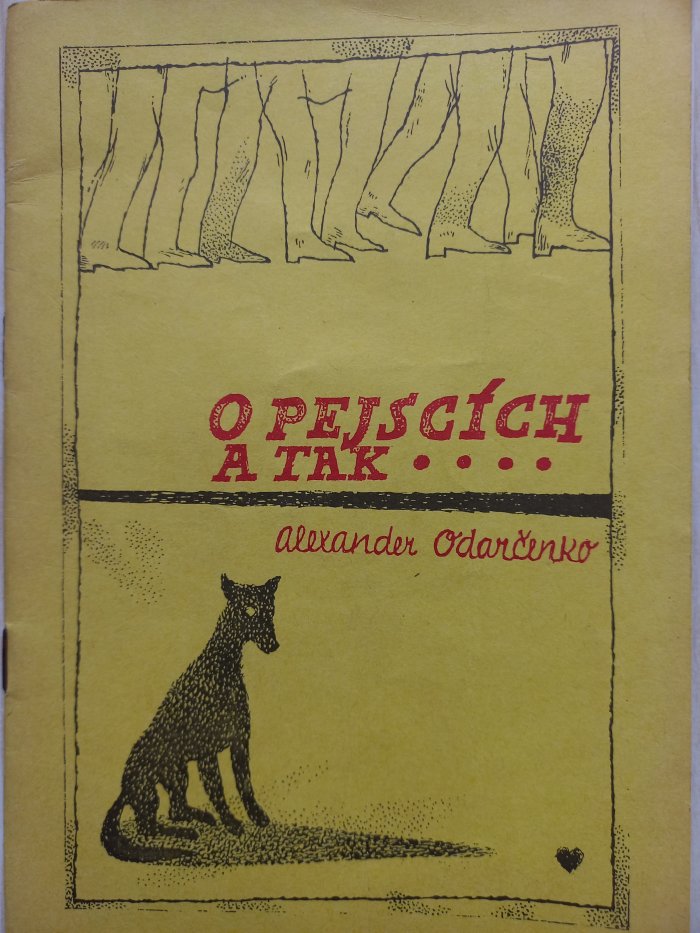 O PEJSCÍCH
A TAK ••••
Alexander Odarčenko